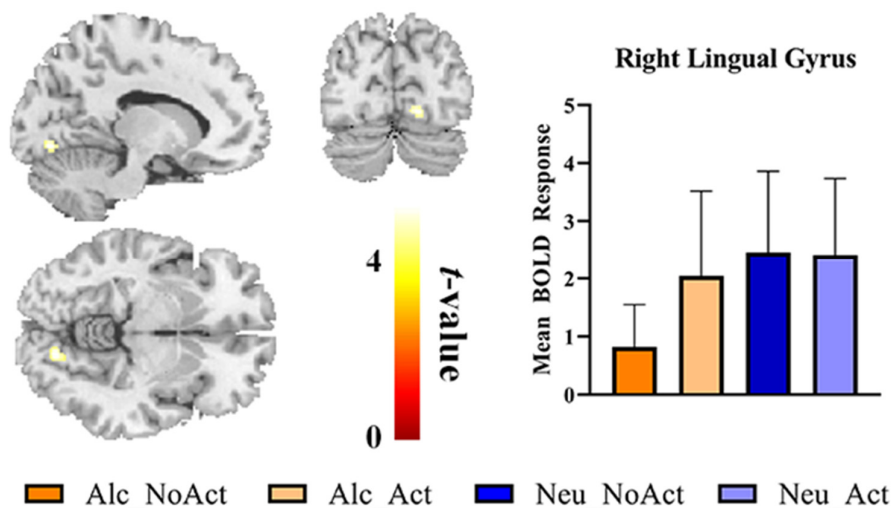 Right Lingual Gyrus
5
4
3
2
1
0
Mean BOLD Response
4
0
t-value
Alc NoAct
Alc Act
Neu NoAct
Neu Act